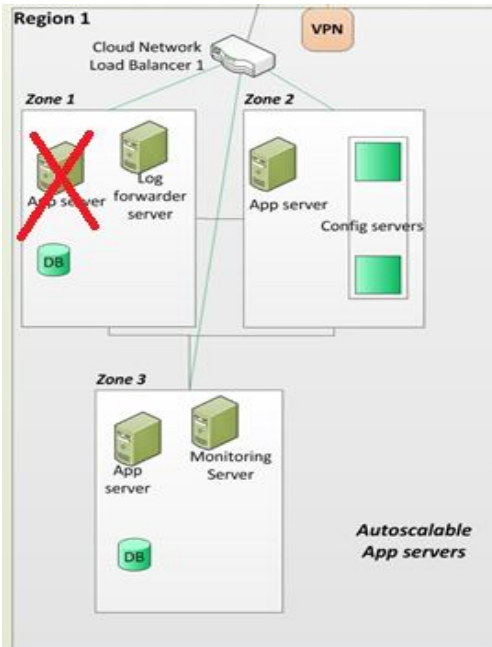 Region 1
VPN
Cloud Network
Load Balancer 1
Zone 1
Zone 2
App server
Log
forwarder
server
DB
App server
Config servers
Zone 3
App
server
Monitoring
Server
DB
Autoscalable
App servers